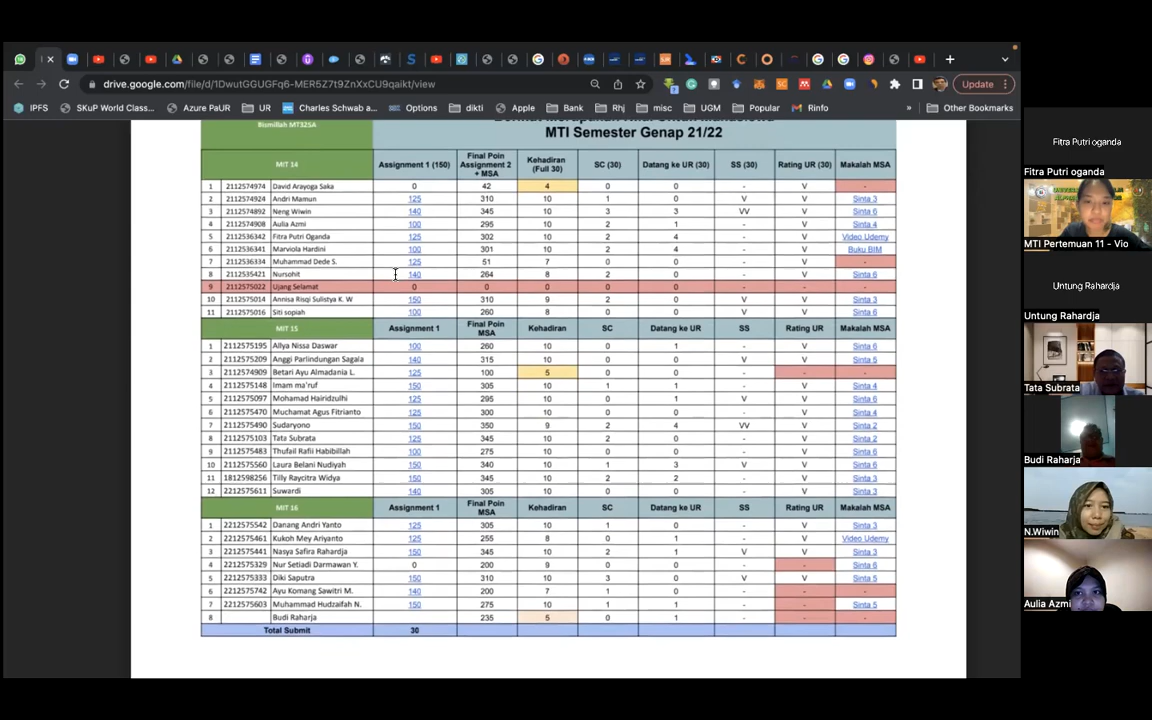 drive.google.com/file/d/1DwutGGUGFq6-MER5Z7t9ZnXxCU9qaikt/view
Update
IPFS SKuP World Class... Azure PaUR UR Charles Schwab a... Options dikti Apple Bank Rhj misc UGM Popular Rinfo » Other Bookmarks
Bismillah MT325A
MTI Semester Genap 21/22
MIT 14 Assignment 1 (150) Final Poin Assignment 2 + MSA Kehadiran (Full 30) SC (30) Datang ke UR (30) SS (30) Rating UR (30) Makalah MSA
1 2112574974 David Arayoga Saka 0 42 4 0 0 - V -
2 2112574924 Andri Mamun 125 310 10 1 0 V V Sinta 3
3 2112574892 Neng Wiwin 140 345 10 3 3 VV V Sinta 6
4 2112574908 Aulia Azmi 100 295 10 2 1 - V Sinta 4
5 2112536342 Fitra Putri Oganda 125 302 10 2 4 - V Video Udemy
6 2112536341 Marviola Hardini 100 301 10 2 4 - V Buku BIM
7 2112536334 Muhammad Dede S. 125 51 7 0 0 - V -
8 2112535421 Nursohit 140 264 8 2 0 - V Sinta 6
9 2112575022 Ujang Selamat 0 0 0 0 0 - - -
10 2112575014 Annisa Risqi Sulistya K. W 150 310 9 2 0 V V Sinta 3
11 2112575016 Siti sopiah 100 260 8 0 0 V V Sinta 6
MIT 15 Assignment 1 Final Poin MSA Kehadiran SC Datang ke UR SS Rating UR Makalah MSA
1 2112575195 Allya Nissa Daswar 100 260 10 0 1 - V Sinta 6
2 2112575209 Anggi Parlindungan Sagala 140 315 10 0 0 V V Sinta 5
3 2112574909 Betari Ayu Almadania L. 125 100 5 0 0 - - -
4 2112575148 Imam ma'ruf 150 305 10 1 1 - V Sinta 4
5 2112575097 Mohamad Hairidzulhi 125 295 10 0 1 V V Sinta 6
6 2112575470 Muchamat Agus Fitrianto 125 300 10 0 0 - V Sinta 4
7 2112575490 Sudaryono 150 350 9 2 4 VV V Sinta 2
8 2112575103 Tata Subrata 125 345 10 2 0 - V Sinta 2
9 2112575483 Thufail Rafii Habibillah 100 275 10 0 0 - V Sinta 6
10 2112575560 Laura Belani Nudiyah 150 340 10 1 3 V V Sinta 6
11 1812598256 Tilly Raycitra Widya 150 345 10 2 2 - V Sinta 3
12 2212575611 Suwardi 140 305 10 0 0 - V Sinta 3
MIT 16 Assignment 1 Final Poin MSA Kehadiran SC Datang ke UR SS Rating UR Makalah MSA
1 2212575542 Danang Andri Yanto 125 305 10 1 0 - V Sinta 3
2 2212575461 Kukoh Mey Ariyanto 125 255 8 0 1 - V Video Udemy
3 2212575441 Nasya Safira Rahardja 150 345 10 2 1 V V Sinta 3
4 2212575329 Nur Setiadi Darmawan Y. 0 200 9 0 0 - - Sinta 6
5 2212575333 Diki Saputra 150 310 10 3 0 V V Sinta 5
6 2212575742 Ayu Komang Sawitri M. 140 200 7 1 0 - - -
7 2212575603 Muhammad Hudzaifah N. 150 275 10 1 1 - - Sinta 5
8 Budi Raharja 235 5 0 1 - - -
Total Submit 30
Fitra Putri oganda
Fitra Putri oganda
MTI Pertemuan 11 - Vio
Untung Rahardja
Untung Rahardja
Tata Subrata
Budi Raharja
N.Wiwin
Aulia Azmi